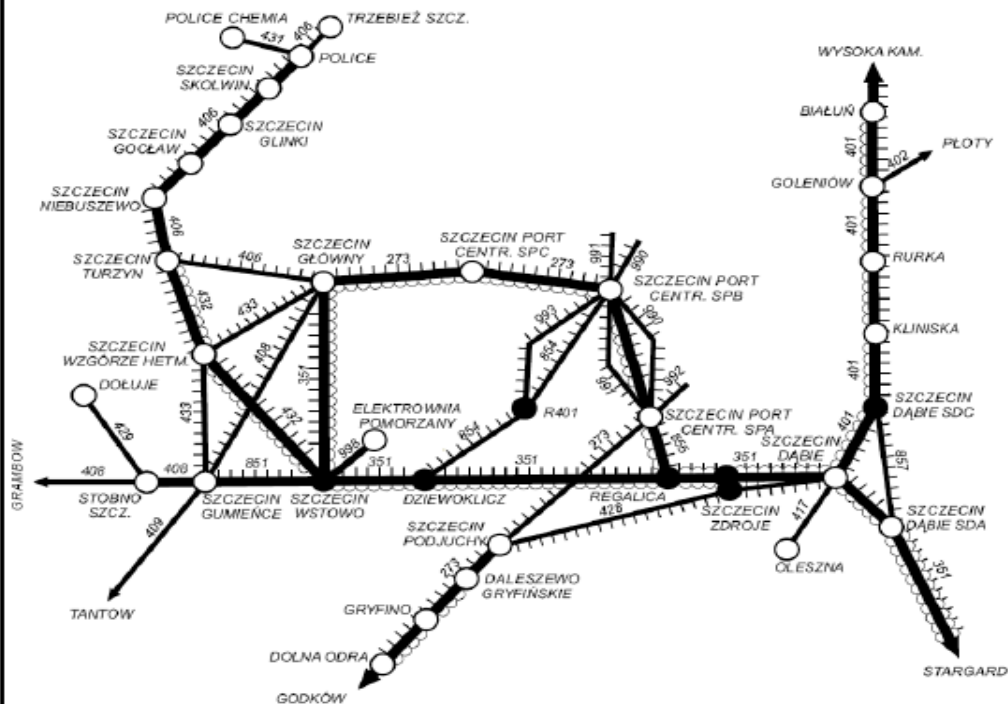 POLICE CHEMIA
TRZEBIEŻ SZCZ.
431
406
POLICE
WYSOKA KAM.
SZCZECIN
SKOLWIN
406
SZCZECIN
GLINKI
SZCZECIN
GOCŁAW
BIAŁUŃ
401
PŁOTY
402
GOLENIÓW
SZCZECIN
NIEBUSZEWO
406
401
SZCZECIN
TURZYN
406
SZCZECIN
GŁÓWNY
273
SZCZECIN PORT
CENTR. SPC
273
991
990
SZCZECIN PORT
CENTR. SPB
RURKA
432
433
408
993
854
990
997
992
KLINISKA
SZCZECIN
WZGÓRZE HETM.
351
401
DOŁUJE
433
432
ELEKTROWNIA
POMORZANY
998
R401
SZCZECIN PORT
CENTR. SPA
SZCZECIN
DĄBIE SDC
429
854
273
856
SZCZECIN
DĄBIE
401
857
GRAMBOW
408
408
851
351
351
351
STOBNO
SZCZ.
SZCZECIN
GUMIEŃCE
SZCZECIN
WSTOWO
DZIEWOKLICZ
REGALICA
SZCZECIN
ZDROJE
417
SZCZECIN
DĄBIE SDA
409
428
SZCZECIN
PODJUCHY
OLESZNA
351
273
DALESZEWO
GRYFIŃSKIE
TANTOW
GRYFINO
DOLNA ODRA
GODKÓW
STARGARD